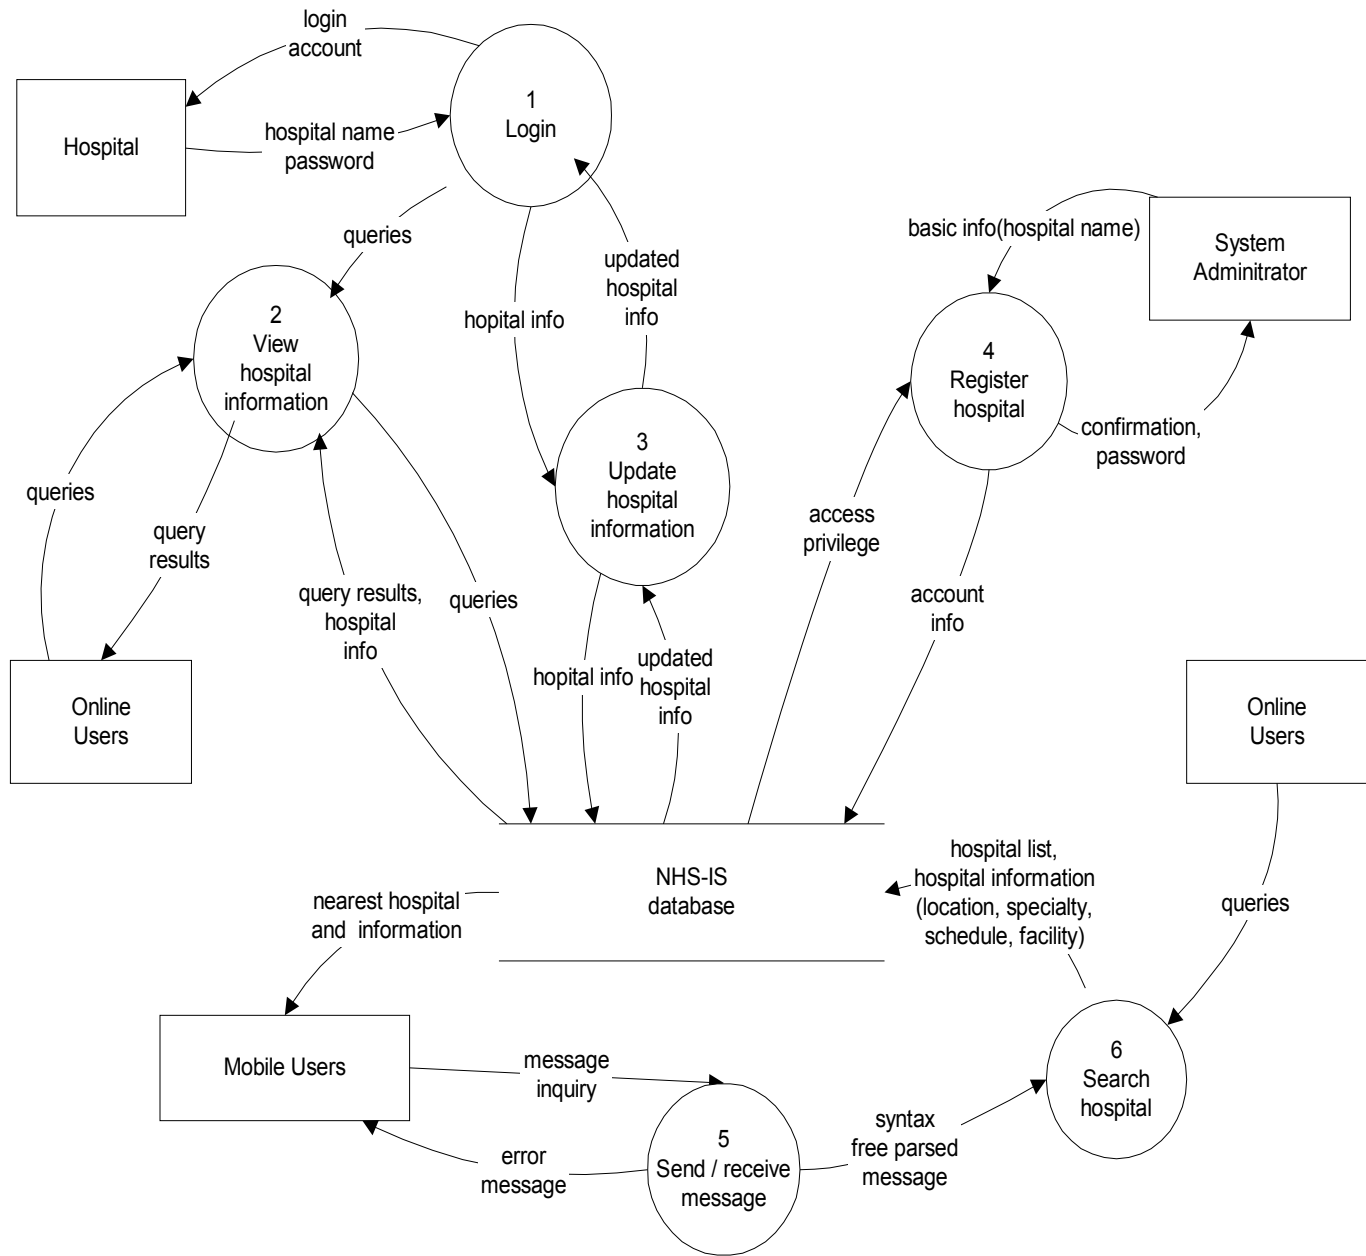 login
account
1
Login
Hospital
hospital name
password
queries
updated
hospital
info
hopital info
basic info(hospital name)
System
Adminitrator
2
View
hospital
information
4
Register
hospital
confirmation,
password
3
Update
hospital
information
queries
query
results
access
privilege
query results,
hospital
info
queries
account
info
hopital info
updated
hospital
info
Online
Users
Online
Users
NHS-IS
database
hospital list,
hospital information
(location, specialty,
schedule, facility)
queries
nearest hospital
and information
Mobile Users
message
inquiry
6
Search
hospital
error
message
5
Send / receive
message
syntax
free parsed
message